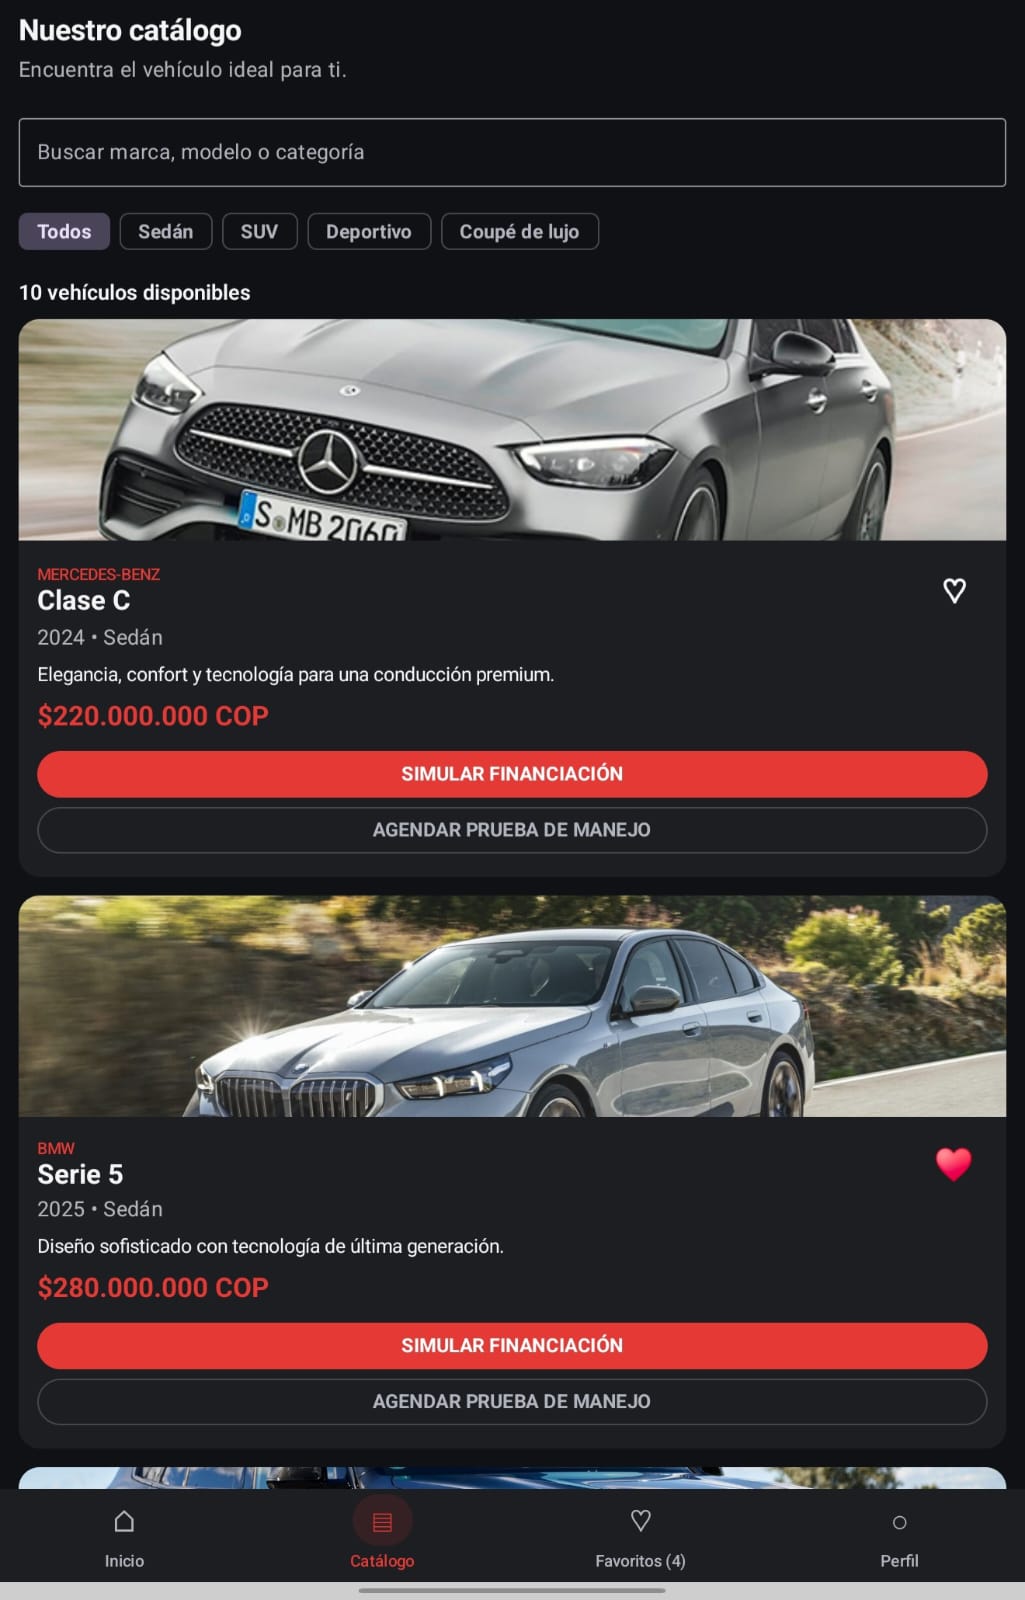 Nuestro catálogo
Encuentra el vehículo ideal para ti.
Buscar marca, modelo o categoría
Todos Sedán SUV Deportivo Coupé de lujo
10 vehículos disponibles
S MB 2060
MERCEDES-BENZ
Clase C
2024 • Sedán
Elegancia, confort y tecnología para una conducción premium.
$220.000.000 COP
SIMULAR FINANCIACIÓN
AGENDAR PRUEBA DE MANEJO
BMW
Serie 5
2025 • Sedán
Diseño sofisticado con tecnología de última generación.
$280.000.000 COP
SIMULAR FINANCIACIÓN
AGENDAR PRUEBA DE MANEJO
Inicio Catálogo Favoritos (4) Perfil